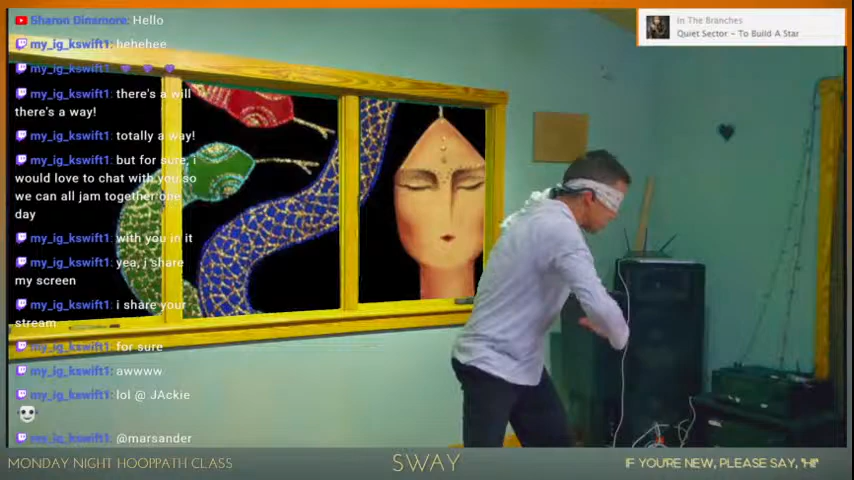 Sharon Dinsmore: Hello
my_ig_kswift1: hehehee
my_ig_kswift1:
my_ig_kswift1: there's a will
there's a way!
my_ig_kswift1: totally a way!
my_ig_kswift1: but for sure, i
would love to chat with you so
we can all jam together one
day
my_ig_kswift1: with you in it
my_ig_kswift1: yea, i share
my screen
my_ig_kswift1: i share your
stream
my_ig_kswift1: for sure
my_ig_kswift1: awwww
my_ig_kswift1: lol @ JAckie
my_ig_kswift1: @marsander
In The Branches
Quiet Sector - To Build A Star
MONDAY NIGHT HOOPPATH CLASS
SWAY
IF YOU'RE NEW, PLEASE SAY, "HI!"